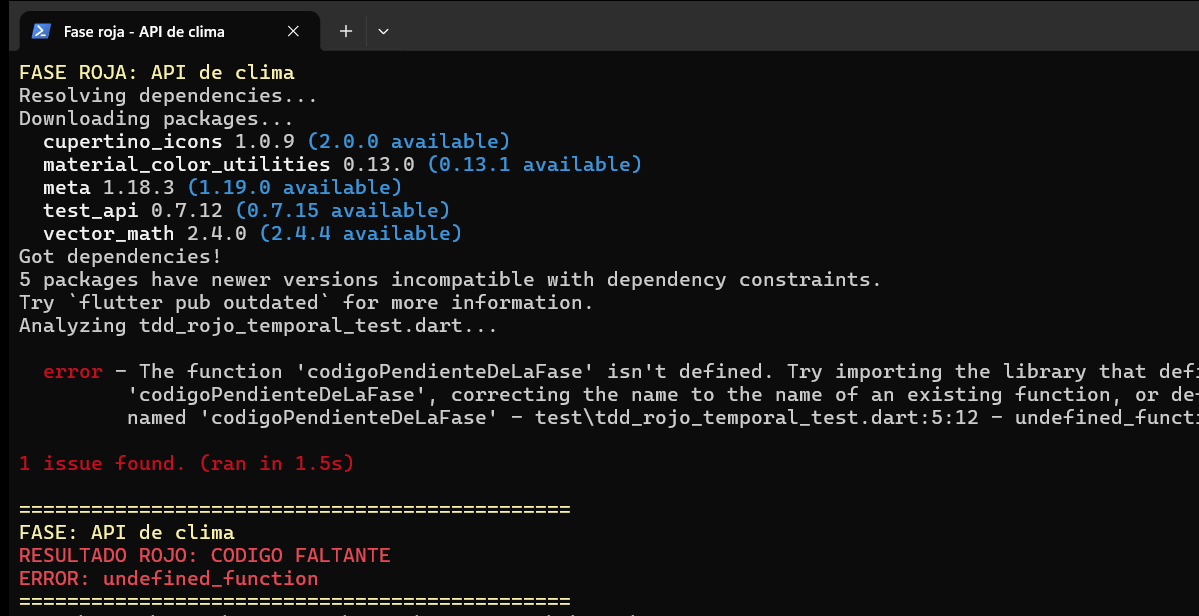 Fase roja - API de clima
FASE ROJA: API de clima
Resolving dependencies...
Downloading packages...
cupertino_icons 1.0.9 (2.0.0 available)
material_color_utilities 0.13.0 (0.13.1 available)
meta 1.18.3 (1.19.0 available)
test_api 0.7.12 (0.7.15 available)
vector_math 2.4.0 (2.4.4 available)
Got dependencies!
5 packages have newer versions incompatible with dependency constraints.
Try `flutter pub outdated` for more information.
Analyzing tdd_rojo_temporal_test.dart...
error - The function 'codigoPendienteDeLaFase' isn't defined. Try importing the library that
'codigoPendienteDeLaFase', correcting the name to the name of an existing function, or
named 'codigoPendienteDeLaFase' - test\tdd_rojo_temporal_test.dart:5:12 -
1 issue found. (ran in 1.5s)
==============================================
FASE: API de clima
RESULTADO ROJO: CODIGO FALTANTE
ERROR: undefined_function
==============================================